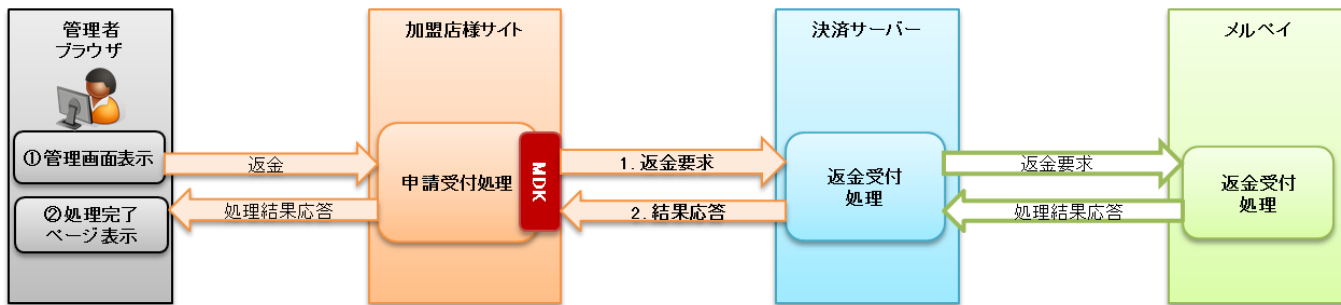 管理者
ブラウザ
①管理画面表示
②処理完了
ページ表示
返金
処理結果応答
加盟店様サイト
申請受付処理
MDK
1. 返金要求
2. 結果応答
決済サーバー
返金受付
処理
返金要求
処理結果応答
メルペイ
返金受付
処理